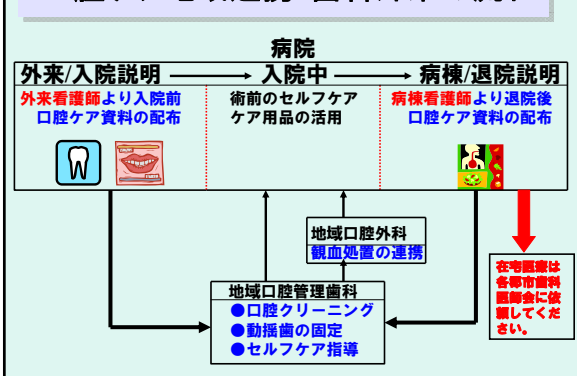 病院
外来/入院説明
入院中
病棟/退院説明
外来看護師より入院前
口腔ケア資料の配布
術前のセルフケア
ケア用品の活用
病棟看護師より退院後
口腔ケア資料の配布
地域口腔外科
観血処置の連携
在宅医療は
各郡市歯科
医師会に依
頼してくだ
さい。
地域口腔管理歯科
●口腔クリーニング
●動揺歯の固定
●セルフケア指導